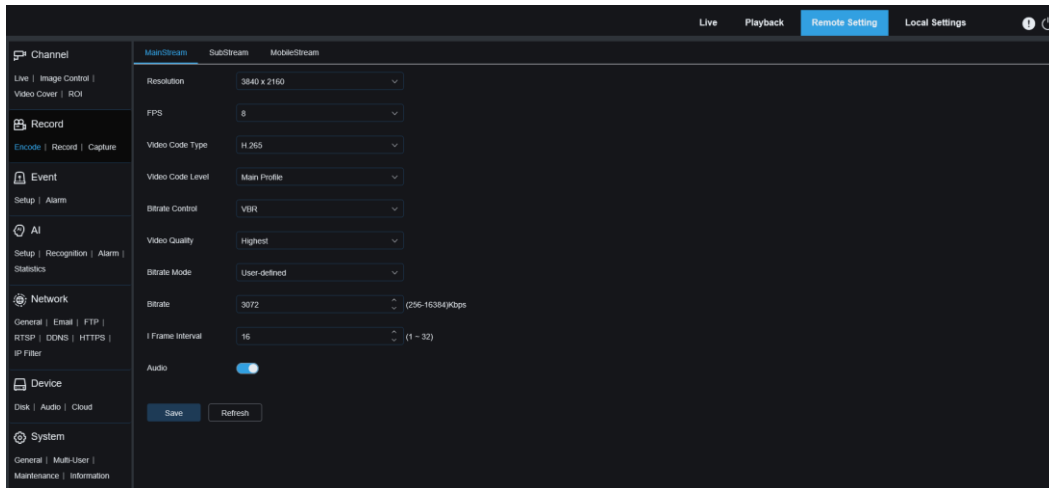 Live Playback Remote Setting Local Settings
Channel
Live | Image Control |
Video Cover | ROI
Record
Encode | Record | Capture
Event
Setup | Alarm
AI
Setup | Recognition | Alarm |
Statistics
Network
General | Email | FTP |
RTSP | DDNS | HTTPS |
IP Filter
Device
Disk | Audio | Cloud
System
General | Multi-User |
Maintenance | Information
MainStream SubStream MobileStream
Resolution 3840 x 2160
FPS 8
Video Code Type H.265
Video Code Level Main Profile
Bitrate Control VBR
Video Quality Highest
Bitrate Mode User-defined
Bitrate 3072 (256-16384)Kbps
I Frame Interval 16 (1 ~ 32)
Audio
Save Refresh